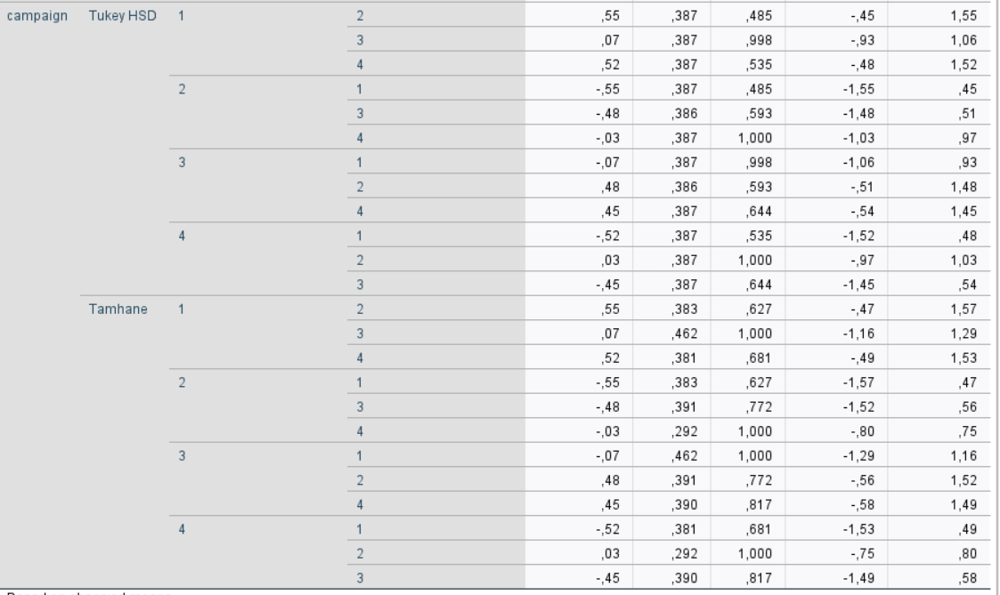 campaign Tukey HSD 1 2 ,55 ,387 ,485 -,45 1,55
3 ,07 ,387 ,998 -,93 1,06
4 ,52 ,387 ,535 -,48 1,52
2 1 -,55 ,387 ,485 -1,55 ,45
3 -,48 ,386 ,593 -1,48 ,51
4 -,03 ,387 1,000 -1,03 ,97
3 1 -,07 ,387 ,998 -1,06 ,93
2 ,48 ,386 ,593 -,51 1,48
4 ,45 ,387 ,644 -,54 1,45
4 1 -,52 ,387 ,535 -1,52 ,48
2 ,03 ,387 1,000 -,97 1,03
3 -,45 ,387 ,644 -1,45 ,54
Tamhane 1 2 ,55 ,383 ,627 -,47 1,57
3 ,07 ,462 1,000 -1,16 1,29
4 ,52 ,381 ,681 -,49 1,53
2 1 -,55 ,383 ,627 -1,57 ,47
3 -,48 ,391 ,772 -1,52 ,56
4 -,03 ,292 1,000 -,80 ,75
3 1 -,07 ,462 1,000 -1,29 1,16
2 ,48 ,391 ,772 -,56 1,52
4 ,45 ,390 ,817 -,58 1,49
4 1 -,52 ,381 ,681 -1,53 ,49
2 ,03 ,292 1,000 -,75 ,80
3 -,45 ,390 ,817 -1,49 ,58